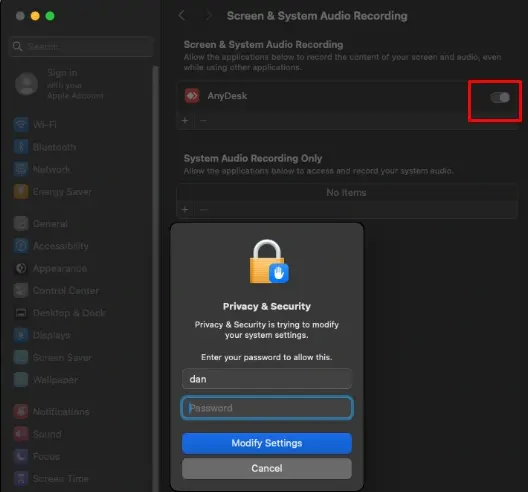 Screen & System Audio Recording
Search
Screen & System Audio Recording
Allow the applications below to record the content of your screen and audio, even
while using other applications.
Sign in
with your
Apple Account
AnyDesk
+ −
Wi-Fi
Bluetooth
Network
Energy Saver
System Audio Recording Only
Allow the applications below to access and record your system audio.
No Items
+ −
General
Accessibility
Appearance
Control Center
Desktop & Dock
Displays
Screen Saver
Wallpaper
Notifications
Sound
Focus
Screen Time
Privacy & Security
Privacy & Security is trying to modify
your system settings.
Enter your password to allow this.
dan
Password
Modify Settings
Cancel